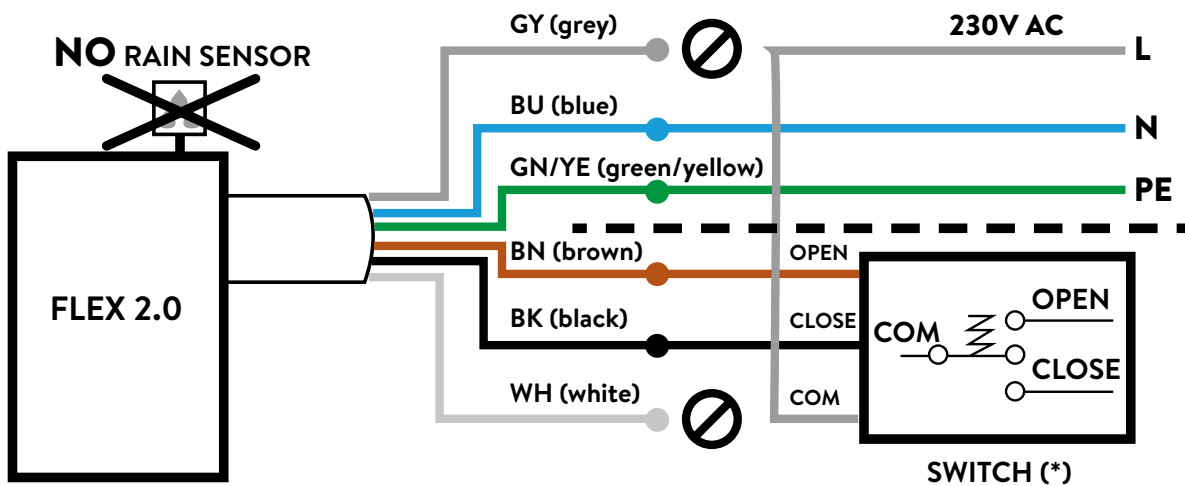 NO RAIN SENSOR
GY (grey)
230V AC
L
BU (blue)
N
GN/YE (green/yellow)
PE
BN (brown)
OPEN
FLEX 2.0
BK (black)
CLOSE
WH (white)
COM
COM
OPEN
CLOSE
SWITCH (*)